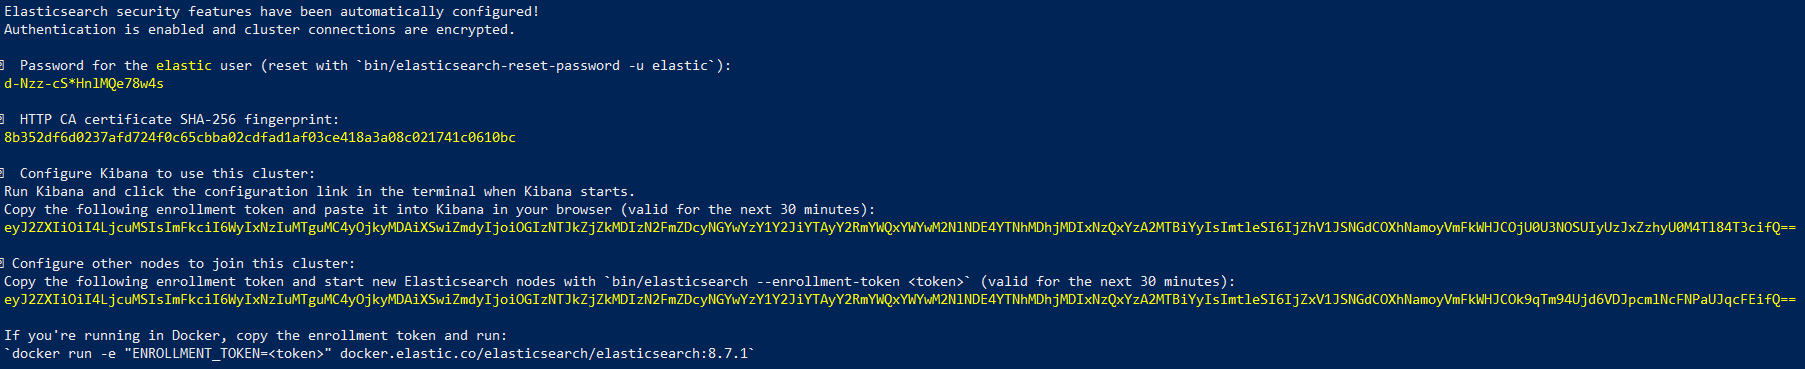 Elasticsearch security features have been automatically configured!
Authentication is enabled and cluster connections are encrypted.
Password for the elastic user (reset with `bin/elasticsearch-reset-password -u elastic`):
d-Nzz-cS*HnlMQe78w4s
HTTP CA certificate SHA-256 fingerprint:
8b352df6d0237afd724f0c65cbba02cdfad1af03ce418a3a08c021741c0610bc
Configure Kibana to use this cluster:
Run Kibana and click the configuration link in the terminal when Kibana starts.
Copy the following enrollment token and paste it into Kibana in your browser (valid for the next 30 minutes):
eyJ2ZXIiOiI4LjcuMSIsImFkciI6WyIxNzIuMTguMC4yOjkyMDAiXSwiZmdyIjoiOGIzNTJkZjZkMDIzN2FmZDcyNGYwYzY1Y2JiYTAyY2RmYWQxYWYwM2NlNDE4YTNhMDhjMDIxNzQxYzA2MTBiYyIsImtleSI6IjZhV1JSNGdCOXhNamoyVmFkWHJCOjU0U3NOSUIyUzJxZzhyU0M4Tl84T3cifQ==
Configure other nodes to join this cluster:
Copy the following enrollment token and start new Elasticsearch nodes with `bin/elasticsearch --enrollment-token <token>` (valid for the next 30 minutes):
eyJ2ZXIiOiI4LjcuMSIsImFkciI6WyIxNzIuMTguMC4yOjkyMDAiXSwiZmdyIjoiOGIzNTJkZjZkMDIzN2FmZDcyNGYwYzY1Y2JiYTAyY2RmYWQxYWYwM2NlNDE4YTNhMDhjMDIxNzQxYzA2MTBiYyIsImtleSI6IjZxV1JSNGdCOXhNamoyVmFkWHJCOk9qTm94Ujd6VDJpcmlNcFNPaUJqcFEifQ==
If you're running in Docker, copy the enrollment token and run:
`docker run -e "ENROLLMENT_TOKEN=<token>" docker.elastic.co/elasticsearch/elasticsearch:8.7.1`